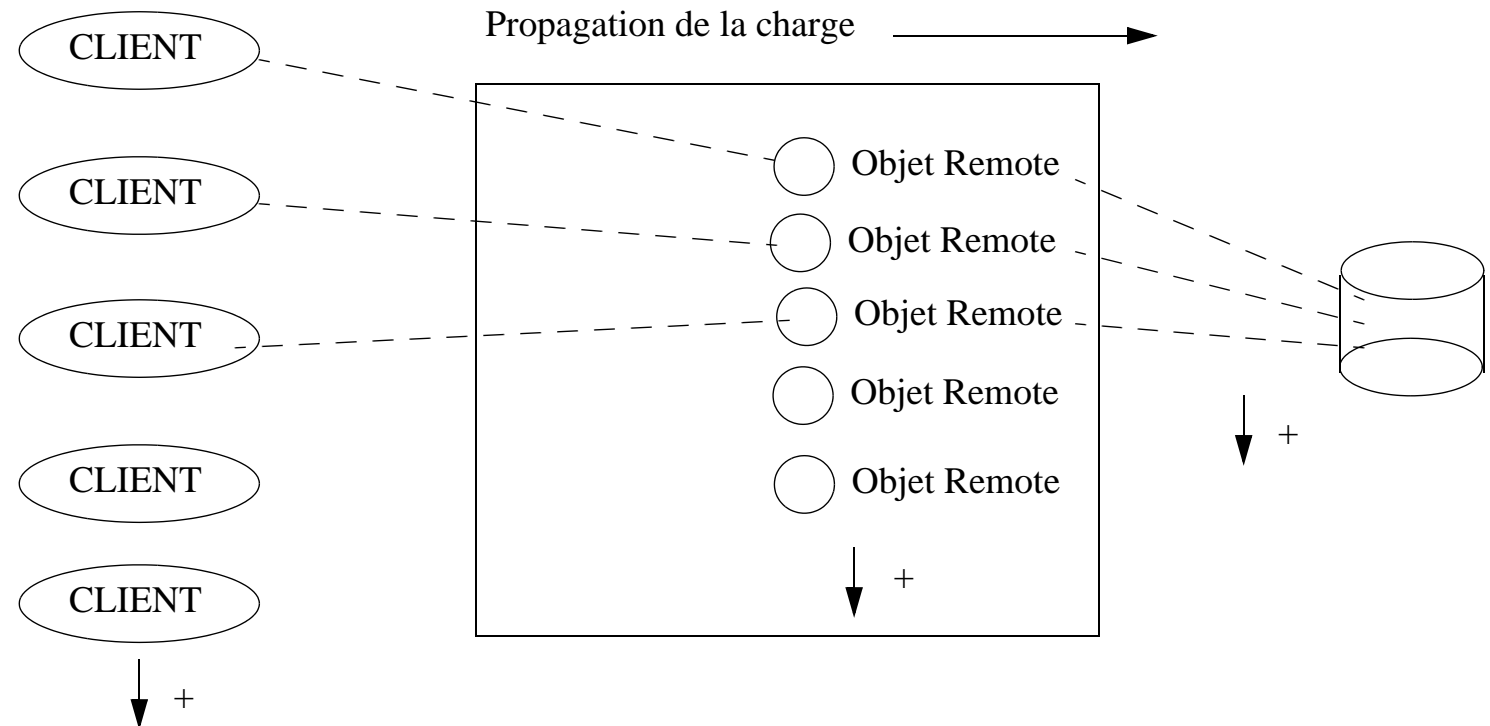 Propagation de la charge
CLIENT
CLIENT
CLIENT
CLIENT
CLIENT
+
Objet Remote
Objet Remote
Objet Remote
Objet Remote
Objet Remote
+
+